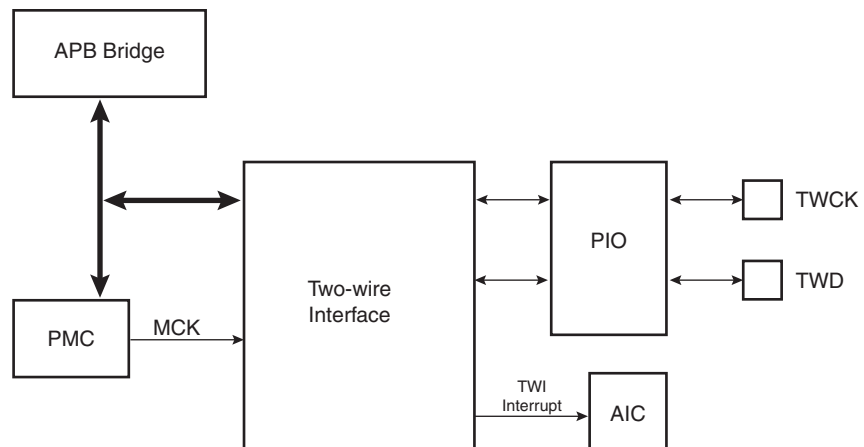 APB Bridge
TWCK
PIO
TWD
Two-wire
Interface
MCK
PMC
TWI
Interrupt
AIC